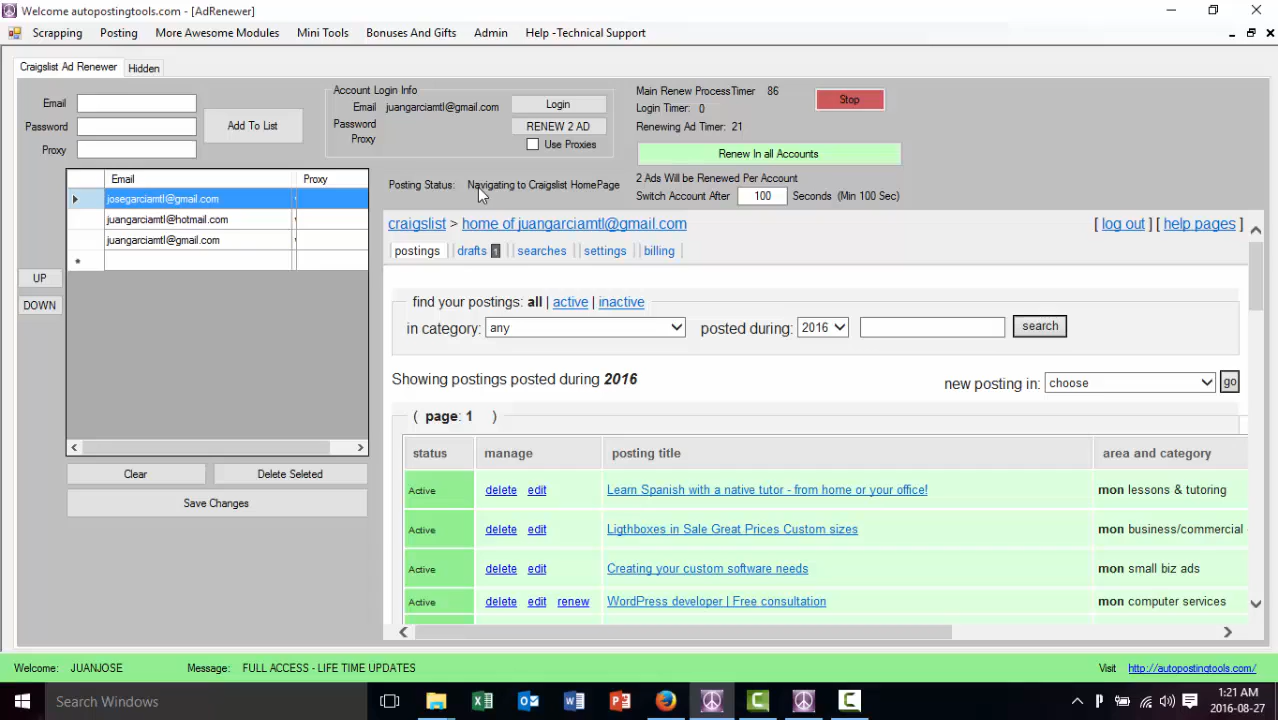 Welcome autopostingtools.com - [AdRenewer]
Scrapping Posting More Awesome Modules Mini Tools Bonuses And Gifts Admin Help -Technical Support
Craigslist Ad Renewer Hidden
Email
Password
Proxy
Add To List
Account Login Info
Email juangarciamtl@gmail.com
Password
Proxy
Login
RENEW 2 AD
Use Proxies
Main Renew ProcessTimer 86
Login Timer: 0
Renewing Ad Timer: 21
Stop
Renew In all Accounts
2 Ads will be Renewed Per Account
Switch Account After 100 Seconds (Min 100 Sec)
Posting Status: Navigating to Craigslist HomePage
Email Proxy
josegarciamtl@gmail.com
juangarciamtl@hotmail.com
juangarciamtl@gmail.com
UP
DOWN
Clear Delete Seleted
Save Changes
craigslist > home of juangarciamtl@gmail.com [ log out ] [ help pages ]
postings drafts 1 searches settings billing
find your postings: all | active | inactive
in category: any posted during: 2016 search
Showing postings posted during 2016
new posting in: choose go
( page: 1 )
status manage posting title area and category
Active delete edit Learn Spanish with a native tutor - from home or your office! mon lessons & tutoring
Active delete edit Ligthboxes in Sale Great Prices Custom sizes mon business/commercial
Active delete edit Creating your custom software needs mon small biz ads
Active delete edit renew WordPress developer | Free consultation mon computer services
Welcome: JUANJOSE Message: FULL ACCESS - LIFE TIME UPDATES Visit http://autopostingtools.com/
Search Windows
1:21 AM
2016-08-27